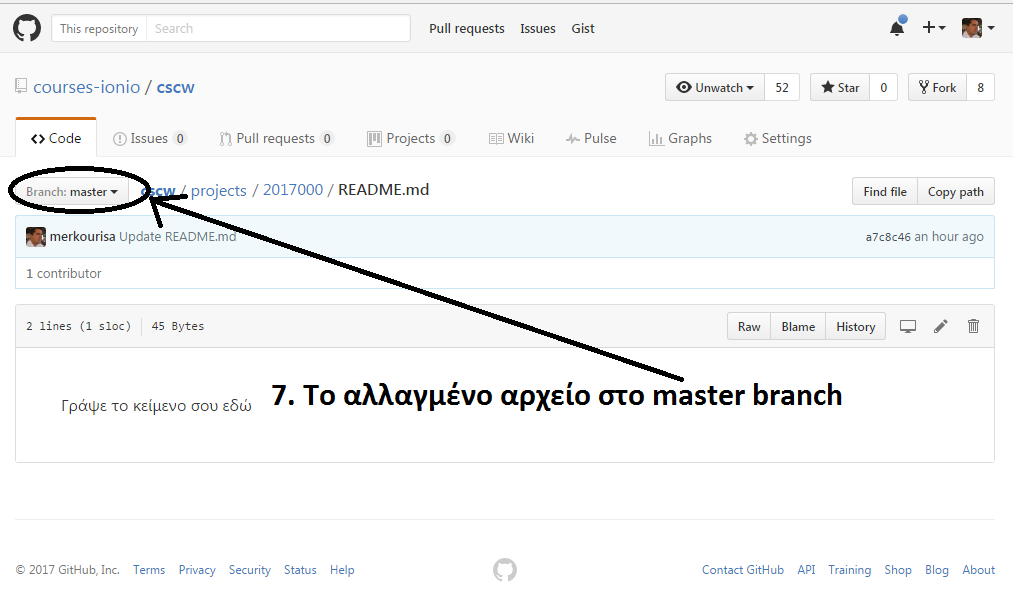 This repository Search Pull requests Issues Gist
courses-ionio / cscw Unwatch 52 Star 0 Fork 8
Code Issues 0 Pull requests 0 Projects 0 Wiki Pulse Graphs Settings
Branch: master cscw / projects / 2017000 / README.md Find file Copy path
merkourisa Update README.md a7c8c46 an hour ago
1 contributor
2 lines (1 sloc) 45 Bytes Raw Blame History
Γράψε το κείμενο σου εδώ
7. Το αλλαγμένο αρχείο στο master branch
© 2017 GitHub, Inc. Terms Privacy Security Status Help Contact GitHub API Training Shop Blog About